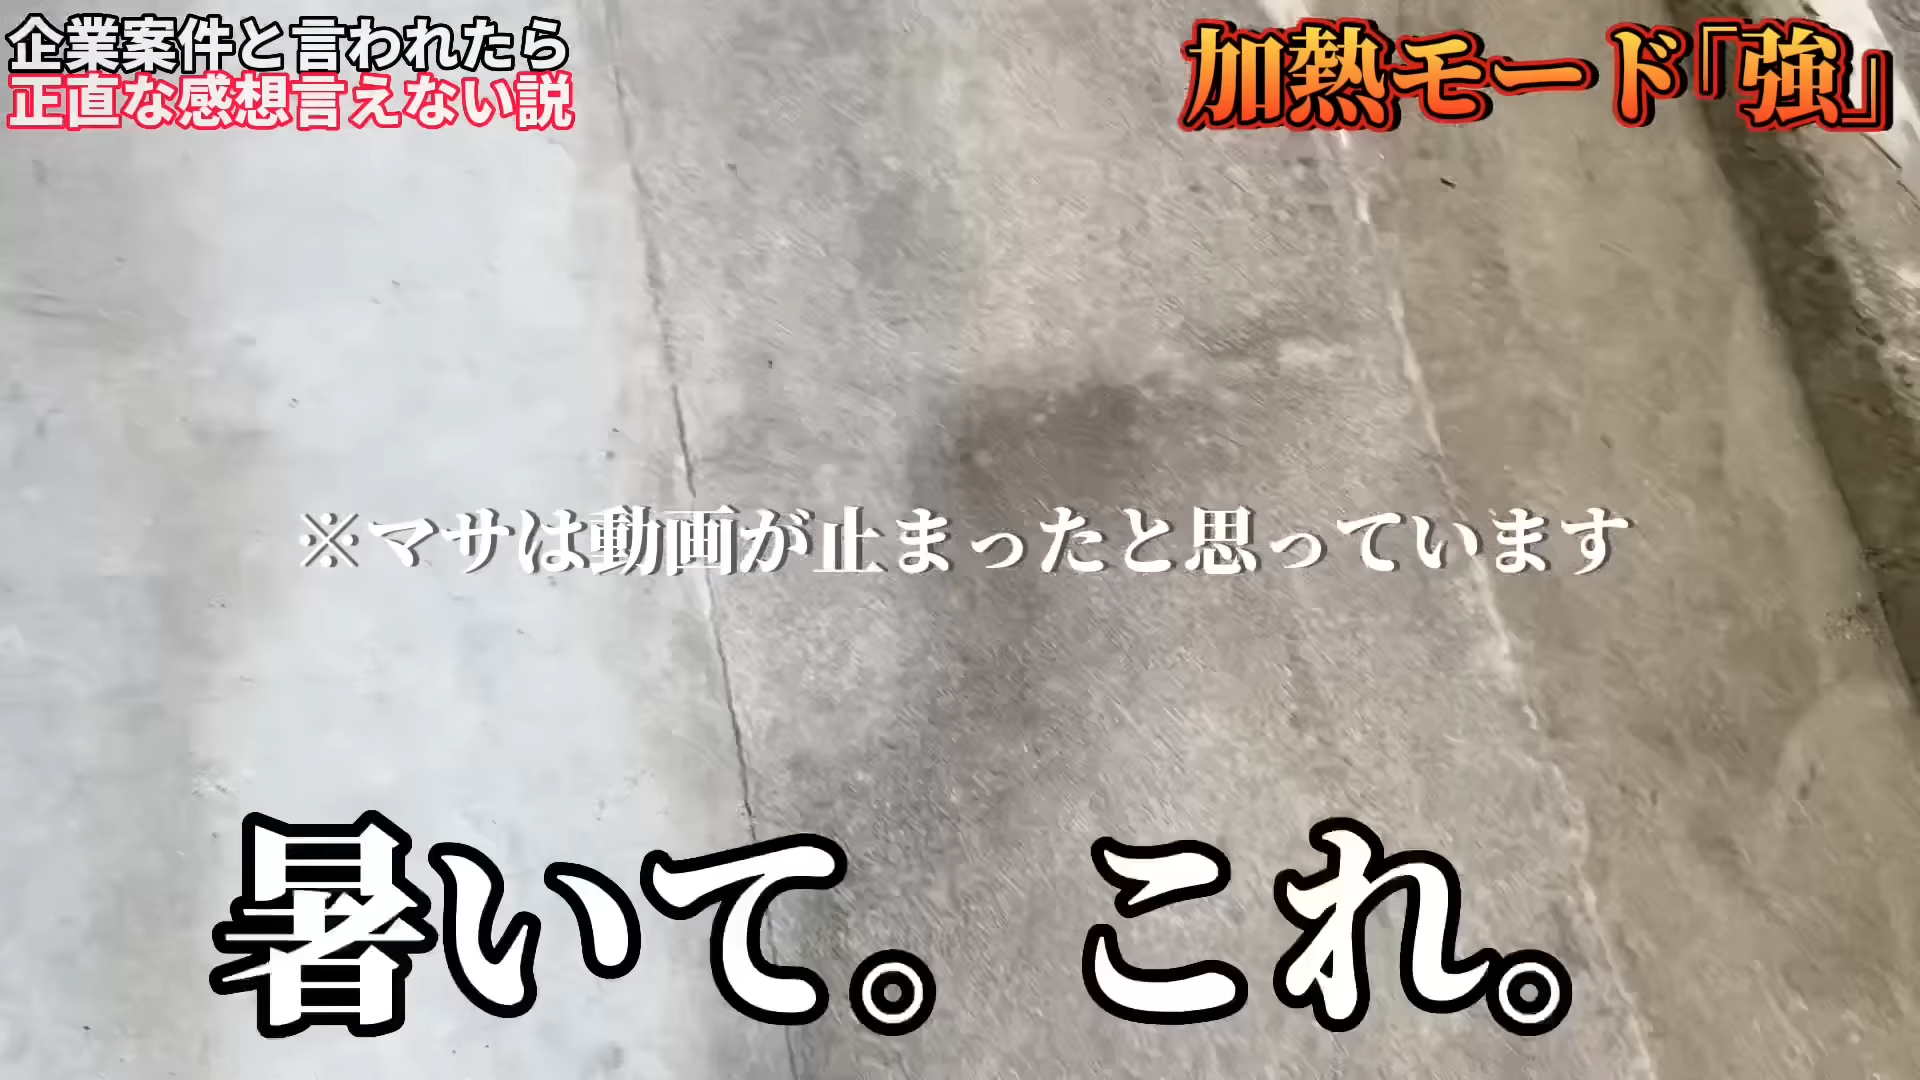 企業案件と言われたら
正直な感想言えない説
加熱モード「強」
※マサは動画が止まったと思っています
暑いて。これ。